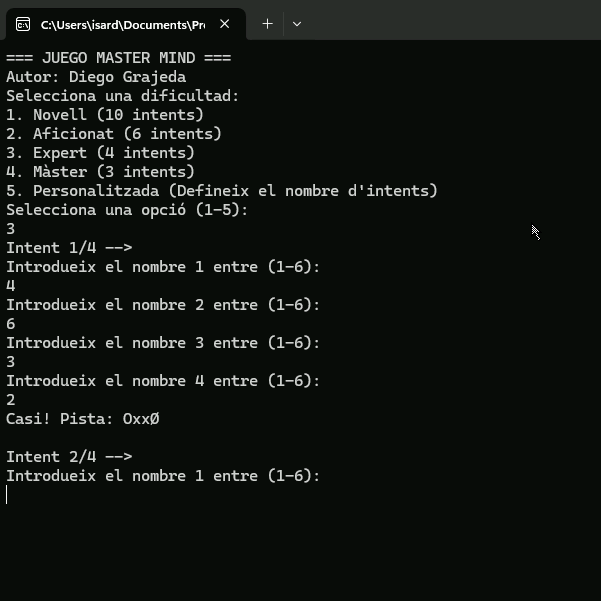 C:\Users\isard\Documents\Pr
=== JUEGO MASTER MIND ===
Autor: Diego Grajeda
Selecciona una dificultad:
1. Novell (10 intents)
2. Aficionat (6 intents)
3. Expert (4 intents)
4. Màster (3 intents)
5. Personalitzada (Defineix el nombre d'intents)
Selecciona una opció (1-5):
3
Intent 1/4 -->
Introdueix el nombre 1 entre (1-6):
4
Introdueix el nombre 2 entre (1-6):
6
Introdueix el nombre 3 entre (1-6):
3
Introdueix el nombre 4 entre (1-6):
2
Casi! Pista: OxxØ
Intent 2/4 -->
Introdueix el nombre 1 entre (1-6):